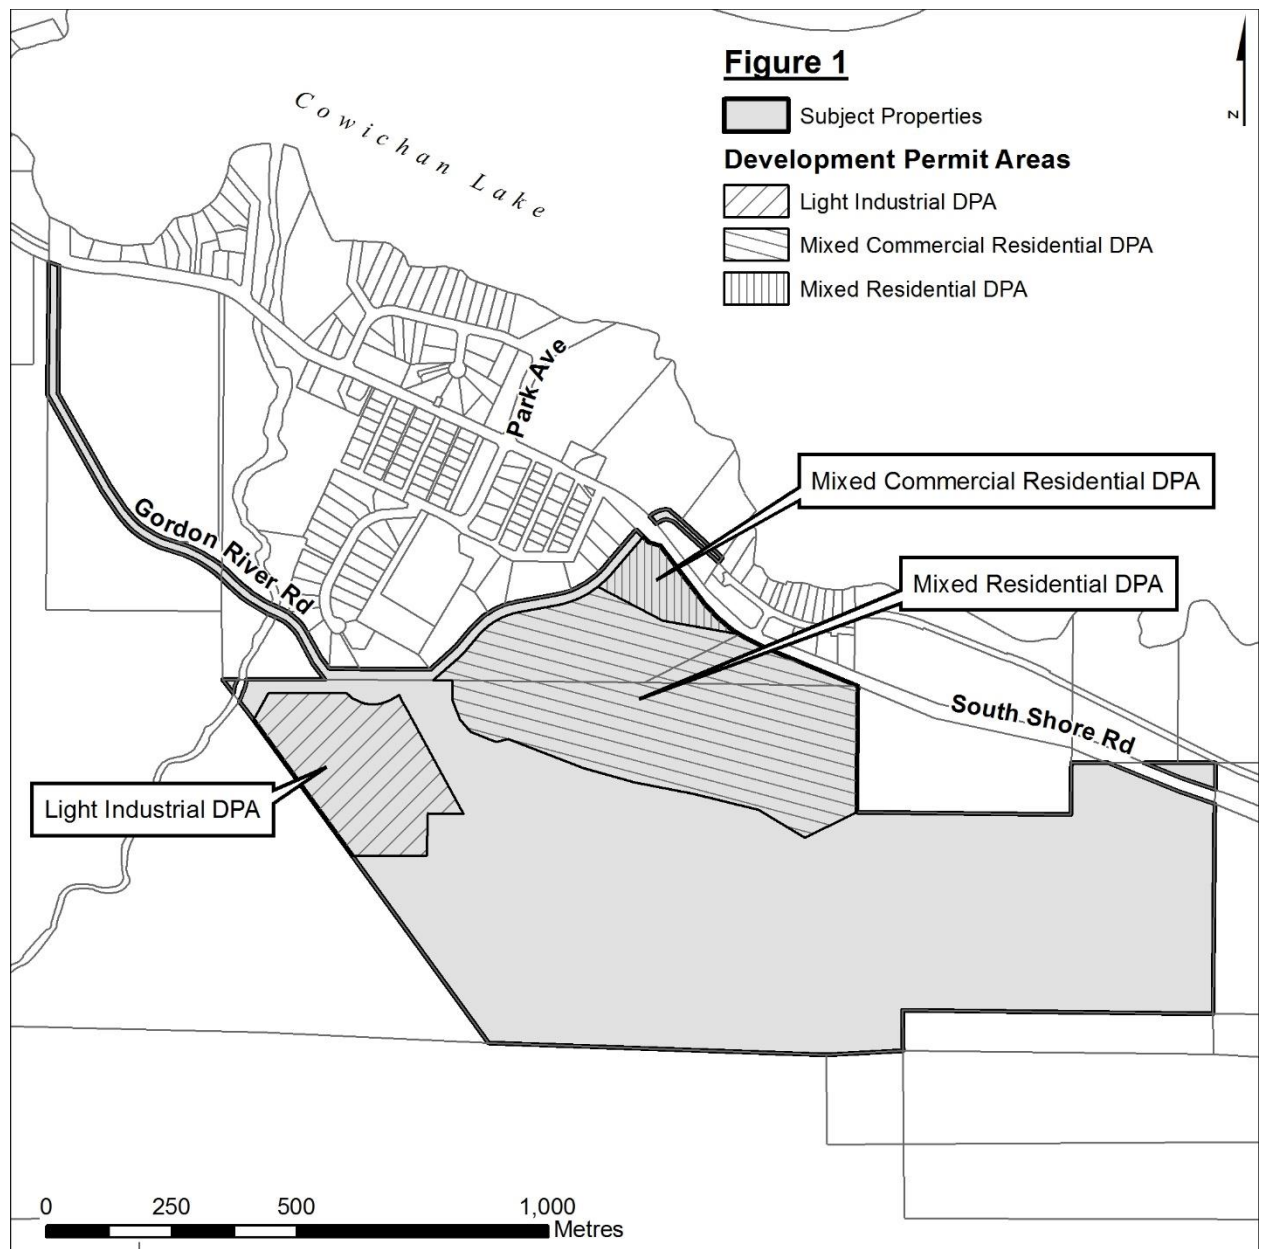 Figure 1
Subject Properties
Development Permit Areas
Light Industrial DPA
Mixed Commercial Residential DPA
Mixed Residential DPA
N
Cowichan Lake
Park Ave
Mixed Commercial Residential DPA
Gordon River Rd
Mixed Residential DPA
South Shore Rd
Light Industrial DPA
0 250 500 1,000
Metres